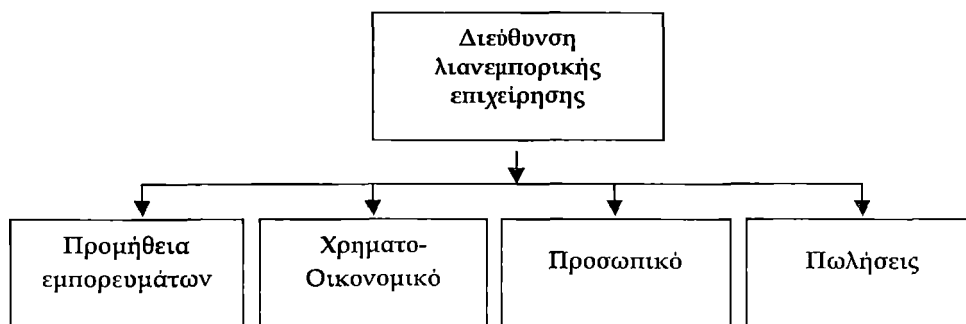 Διεύθυνση
λιανεμπορικής
επιχείρησης
Προμήθεια
εμπορευμάτων
Χρηματο-
Οικονομικό
Προσωπικό
Πωλήσεις